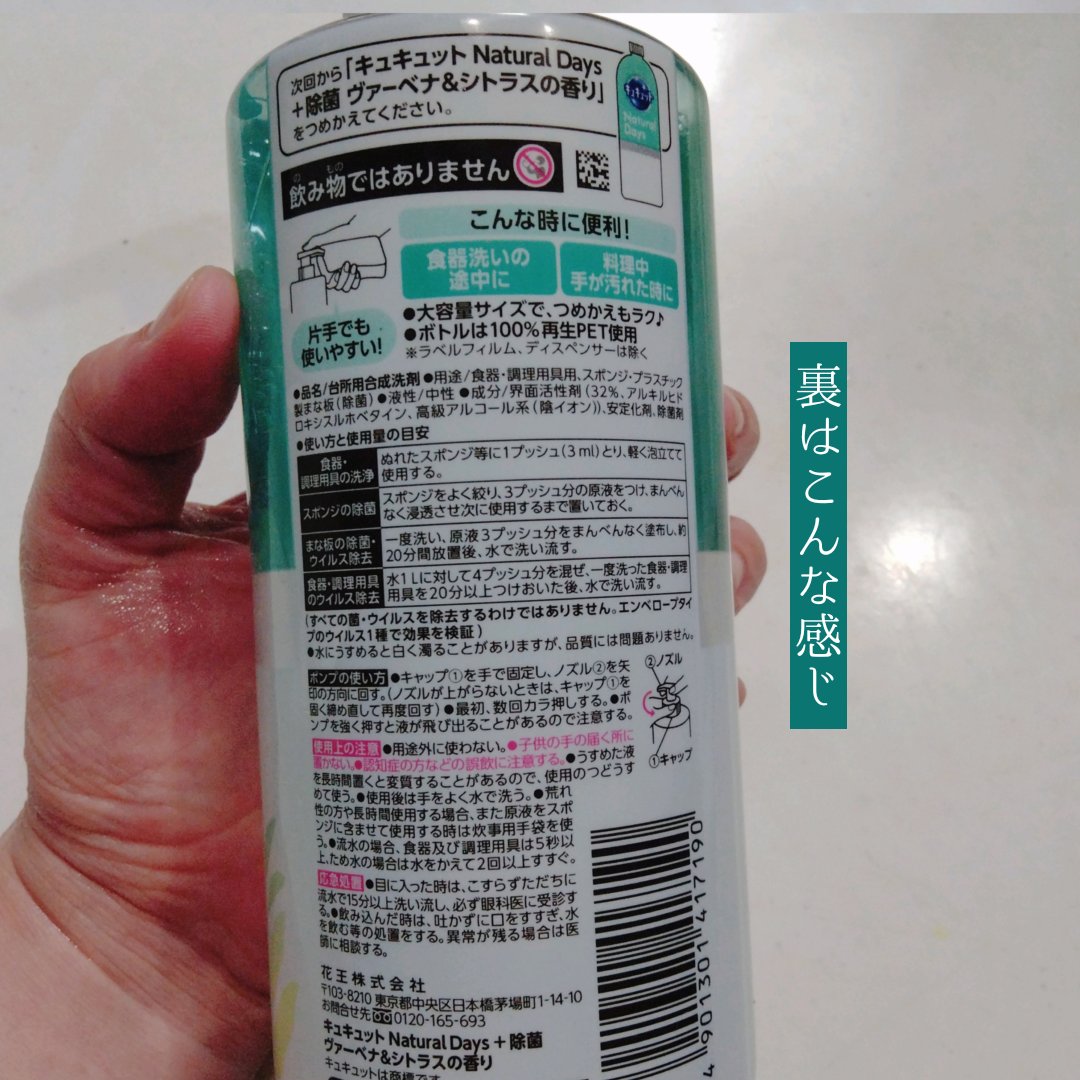 次回から「キュキュット Natural Days
+除菌 ヴァーベナ&シトラスの香り」
をつめかえてください。
キュキュット
Natural
Days
飲み物ではありません
の もの
こんな時に便利!
食器洗いの
途中に
料理中
手が汚れた時に
片手でも
使いやすい!
●大容量サイズで、つめかえもラク♪
●ボトルは100%再生PET使用
※ラベルフィルム、ディスペンサーは除く
●品名/台所用合成洗剤 ●用途/食器・調理用具用、スポンジ・プラスチック
製まな板(除菌) ●液性/中性 ●成分/界面活性剤(32%、アルキルヒド
ロキシスルホベタイン、高級アルコール系(陰イオン))、安定化剤、除菌剤
●使い方と使用量の目安
食器・
調理用具の洗浄
ぬれたスポンジ等に1プッシュ(3ml)とり、軽く泡立てて
使用する。
スポンジの除菌
スポンジをよく絞り、3プッシュ分の原液をつけ、まんべん
なく浸透させ次に使用するまで置いておく。
まな板の除菌・
ウイルス除去
一度洗い、原液3プッシュ分をまんべんなく塗布し、約
20分間放置後、水で洗い流す。
食器・調理用具
のウイルス除去
水1Lに対して4プッシュ分を混ぜ、一度洗った食器・調理
用具を20分以上つけおいた後、水で洗い流す。
(すべての菌・ウイルスを除去するわけではありません。エンベロープタイ
プのウイルス1種で効果を検証)
●水にうすめると白く濁ることがありますが、品質には問題ありません。
ポンプの使い方 ●キャップ①を手で固定し、ノズル②を矢
印の方向に回す。(ノズルが上がらないときは、キャップ①を
固く締め直して再度回す) ●最初、数回カラ押しする。●ポ
ンプを強く押すと液が飛び出ることがあるので注意する。
②ノズル
①キャップ
使用上の注意 ●用途外に使わない。●子供の手の届く所に
置かない。●認知症の方などの誤飲に注意する。●うすめた液
を長時間置くと変質することがあるので、使用のつどうす
めて使う。●使用後は手をよく水で洗う。●荒れ
性の方や長時間使用する場合、また原液をスポ
ンジに含ませて使用する時は炊事用手袋を使
う。●流水の場合、食器及び調理用具は5秒以
上、ため水の場合は水をかえて2回以上すすぐ。
応急処置 ●目に入った時は、こすらずただちに
流水で15分以上洗い流し、必ず眼科医に受診す
る。●飲み込んだ時は、吐かずに口をすすぎ、水
を飲む等の処置をする。異常が残る場合は医
師に相談する。
花王株式会社
〒103-8210 東京都中央区日本橋茅場町1-14-10
お問合せ先 0120-165-693
キュキュット Natural Days + 除菌
ヴァーベナ&シトラスの香り
キュキュットは商標です
4 901301 417190
裏はこんな感じ